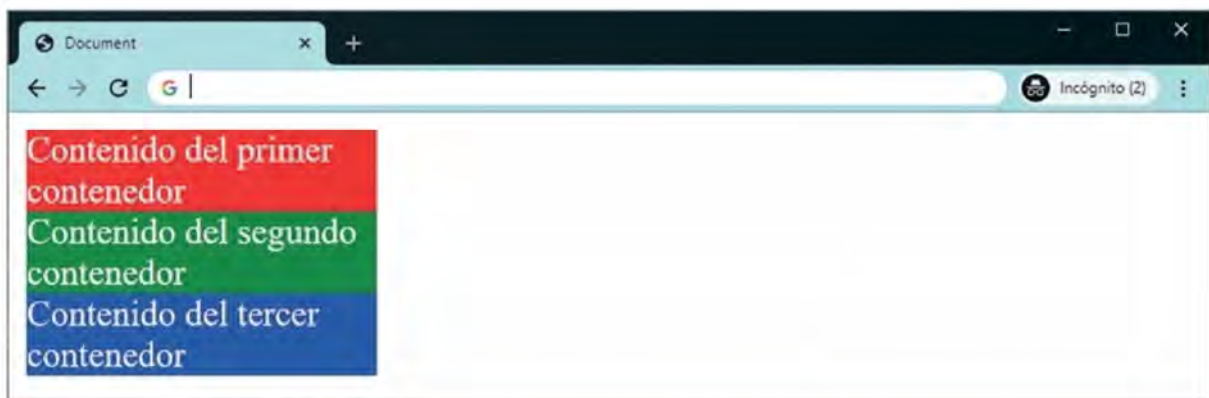 Document
Incógnito (2)
Contenido del primer
contenedor
Contenido del segundo
contenedor
Contenido del tercer
contenedor